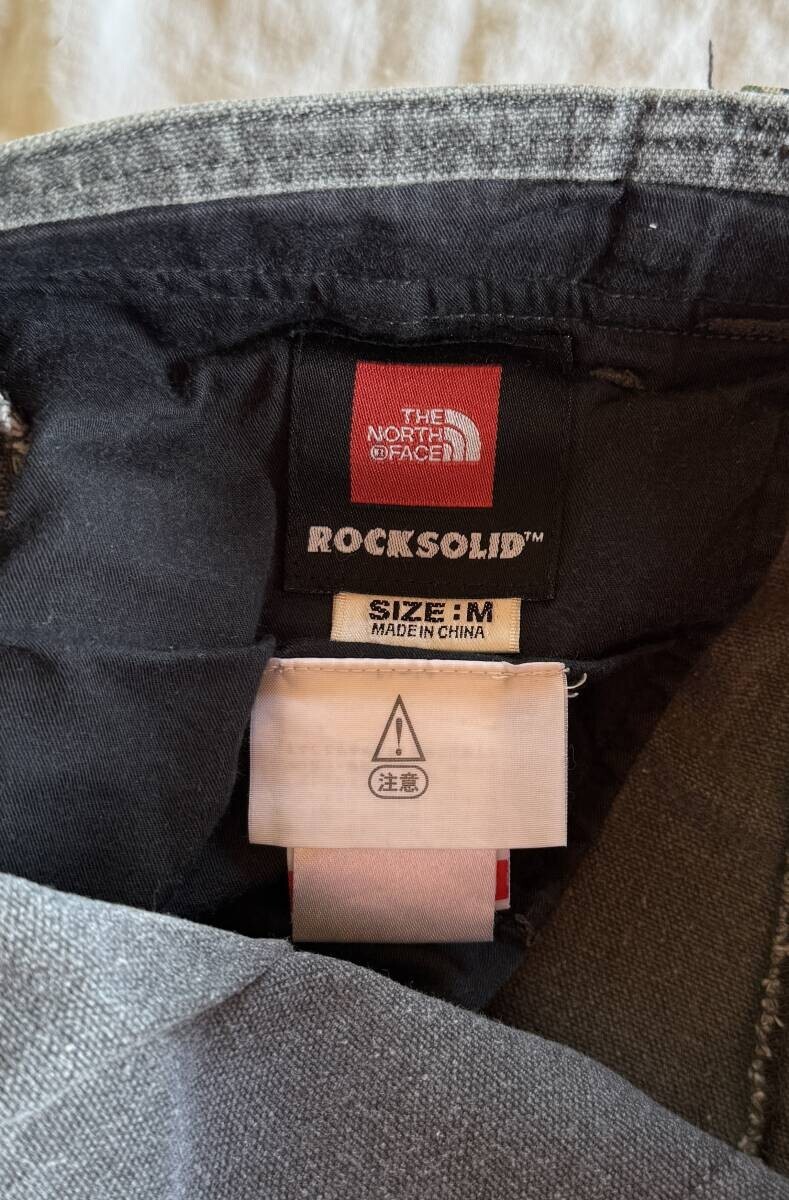 THE
NORTH
FACE
ROCKSOLID™
SIZE:M
MADE IN CHINA
注意